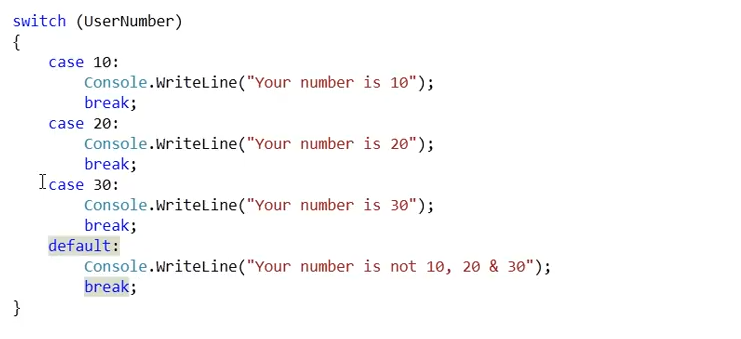 switch (UserNumber)
{
    case 10:
        Console.WriteLine("Your number is 10");
        break;
    case 20:
        Console.WriteLine("Your number is 20");
        break;
    case 30:
        Console.WriteLine("Your number is 30");
        break;
    default:
        Console.WriteLine("Your number is not 10, 20 & 30");
        break;
}